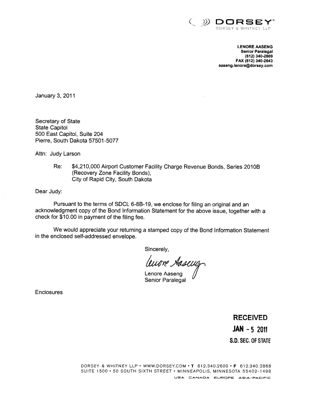 DORSEY
DORSEY & WHITNEY LLP
LENORE AASENG
Senior Paralegal
(612) 340-2869
FAX (612) 340-2643
aaseng.lenore@dorsey.com
January 3, 2011
Secretary of State
State Capitol
500 East Capitol, Suite 204
Pierre, South Dakota 57501-5077
Attn: Judy Larson
Re: $4,210,000 Airport Customer Facility Charge Revenue Bonds, Series 2010B
(Recovery Zone Facility Bonds),
City of Rapid City, South Dakota
Dear Judy:
Pursuant to the terms of SDCL 6-8B-19, we enclose for filing an original and an
acknowledgment copy of the Bond Information Statement for the above issue, together with a
check for $10.00 in payment of the filing fee.
We would appreciate your returning a stamped copy of the Bond Information Statement
in the enclosed self-addressed envelope.
Sincerely,
Lenore Aaseng
Lenore Aaseng
Senior Paralegal
Enclosures
RECEIVED
JAN - 5 2011
S.D. SEC. OF STATE
DORSEY & WHITNEY LLP • WWW.DORSEY.COM • T 612.340.2600 • F 612.340.2868
SUITE 1500 • 50 SOUTH SIXTH STREET • MINNEAPOLIS, MINNESOTA 55402-1498
USA CANADA EUROPE ASIA-PACIFIC